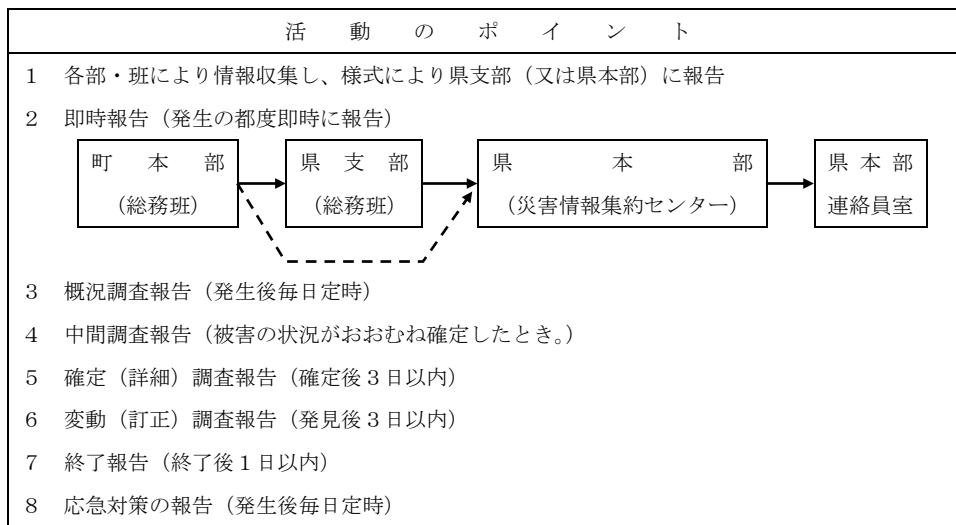 活動のポイント
1 各部・班により情報収集し、様式により県支部（又は県本部）に報告
2 即時報告（発生の都度即時に報告）
町本部 県支部 県本部 県本部
（総務班） （総務班） （災害情報集約センター） 連絡員室
3 概況調査報告（発生後毎日定時）
4 中間調査報告（被害の状況がおおむね確定したとき。）
5 確定（詳細）調査報告（確定後３日以内）
6 変動（訂正）調査報告（発見後３日以内）
7 終了報告（終了後１日以内）
8 応急対策の報告（発生後毎日定時）